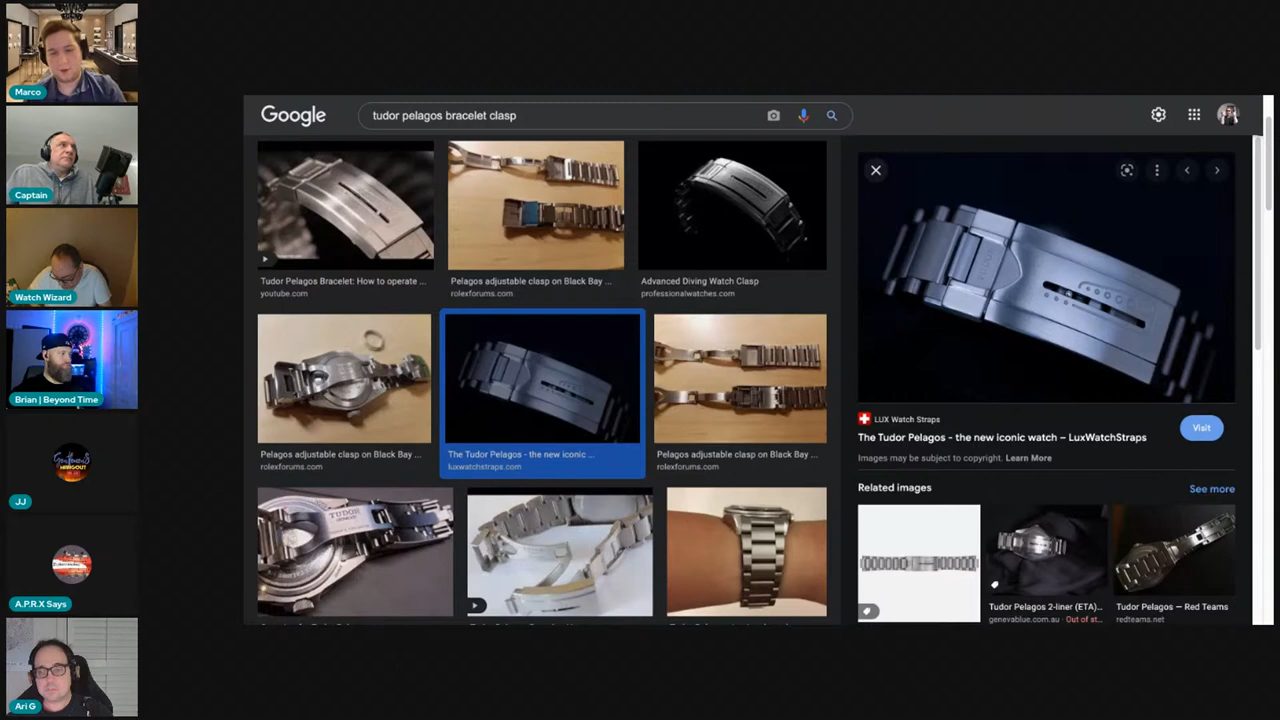 Marco
Captain
Watch Wizard
Brian | Beyond Time
JJ
A.P.R.X Says
Ari G
Google
tudor pelagos bracelet clasp
Tudor Pelagos Bracelet: How to operate ...
youtube.com
Pelagos adjustable clasp on Black Bay ...
rolexforums.com
Advanced Diving Watch Clasp
professionalwatches.com
Pelagos adjustable clasp on Black Bay ...
rolexforums.com
The Tudor Pelagos - the new iconic ...
luxwatchstraps.com
Pelagos adjustable clasp on Black Bay ...
rolexforums.com
TUDOR
LUX Watch Straps
The Tudor Pelagos - the new iconic watch – LuxWatchStraps
Visit
Images may be subject to copyright. Learn More
Related images
See more
Tudor Pelagos 2-liner (ETA)...
genevablue.com.au · Out of st...
Tudor Pelagos — Red Teams
redteams.net